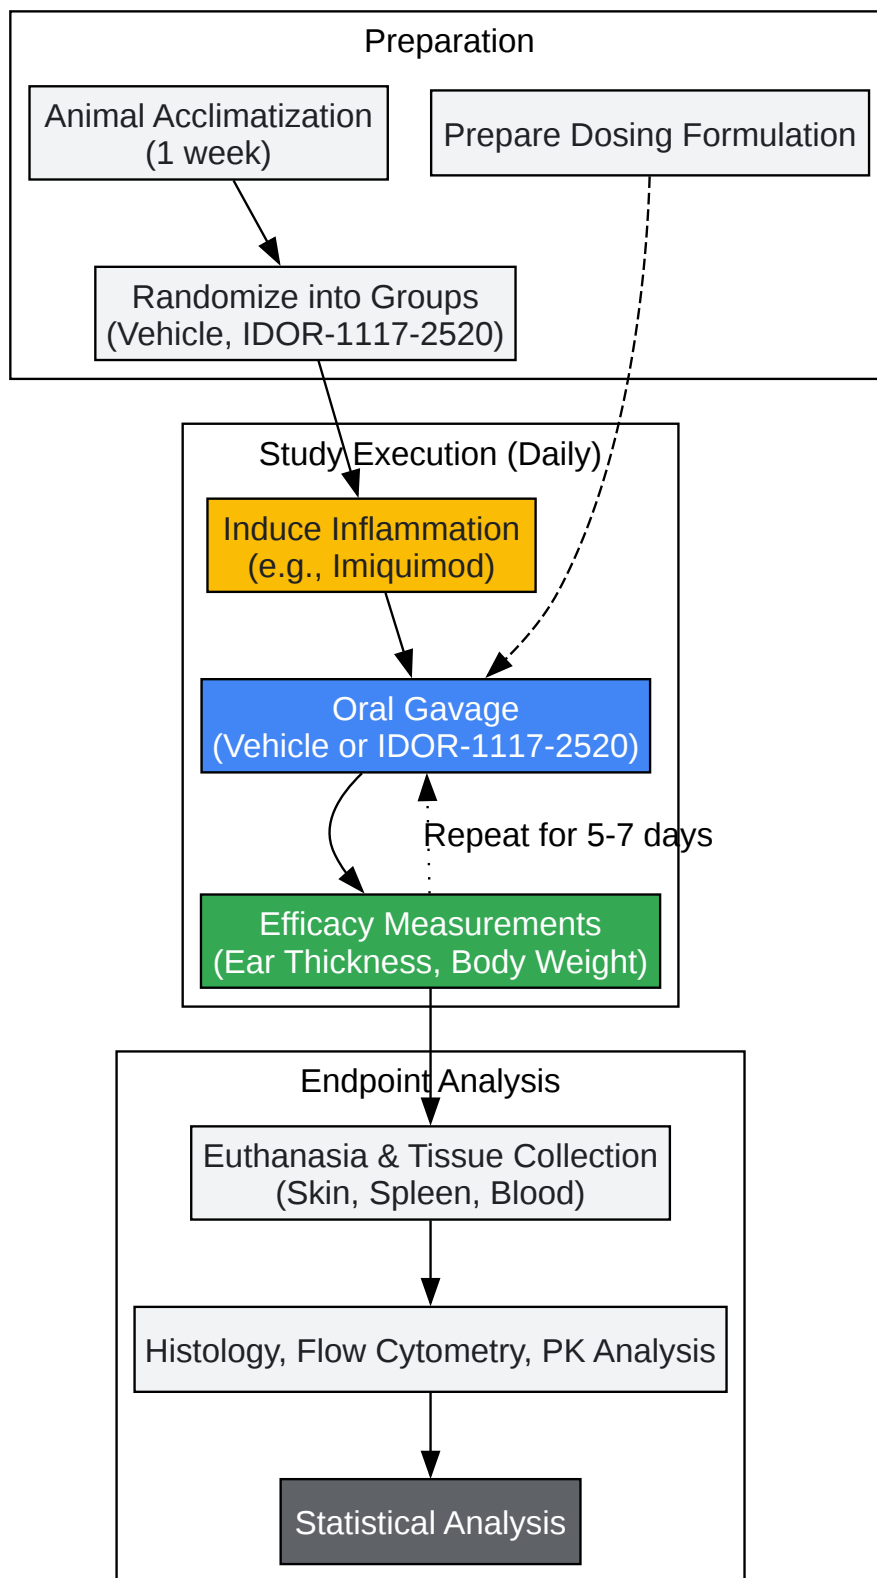 Preparation
Animal Acclimatization
(1 week)
Prepare Dosing Formulation
Randomize into Groups
(Vehicle, IDOR-1117-2520)
Study Execution (Daily)
Induce Inflammation
(e.g., Imiquimod)
Oral Gavage
(Vehicle or IDOR-1117-2520)
Repeat for 5-7 days
Efficacy Measurements
(Ear Thickness, Body Weight)
Endpoint Analysis
Euthanasia & Tissue Collection
(Skin, Spleen, Blood)
Histology, Flow Cytometry, PK Analysis
Statistical Analysis